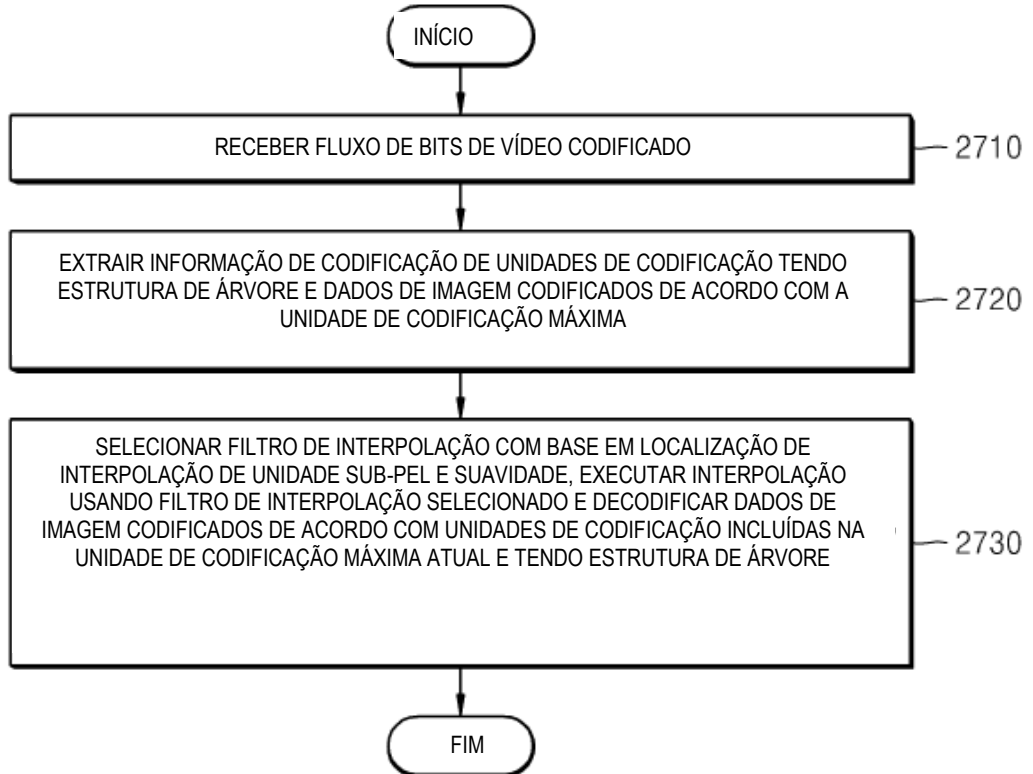 INÍCIO
RECEBER FLUXO DE BITS DE VÍDEO CODIFICADO
2710
EXTRAIR INFORMAÇÃO DE CODIFICAÇÃO DE UNIDADES DE CODIFICAÇÃO TENDO
ESTRUTURA DE ÁRVORE E DADOS DE IMAGEM CODIFICADOS DE ACORDO COM A
UNIDADE DE CODIFICAÇÃO MÁXIMA
2720
SELECIONAR FILTRO DE INTERPOLAÇÃO COM BASE EM LOCALIZAÇÃO DE
INTERPOLAÇÃO DE UNIDADE SUB-PEL E SUAVIDADE, EXECUTAR INTERPOLAÇÃO
USANDO FILTRO DE INTERPOLAÇÃO SELECIONADO E DECODIFICAR DADOS DE
IMAGEM CODIFICADOS DE ACORDO COM UNIDADES DE CODIFICAÇÃO INCLUÍDAS NA
UNIDADE DE CODIFICAÇÃO MÁXIMA ATUAL E TENDO ESTRUTURA DE ÁRVORE
2730
FIM